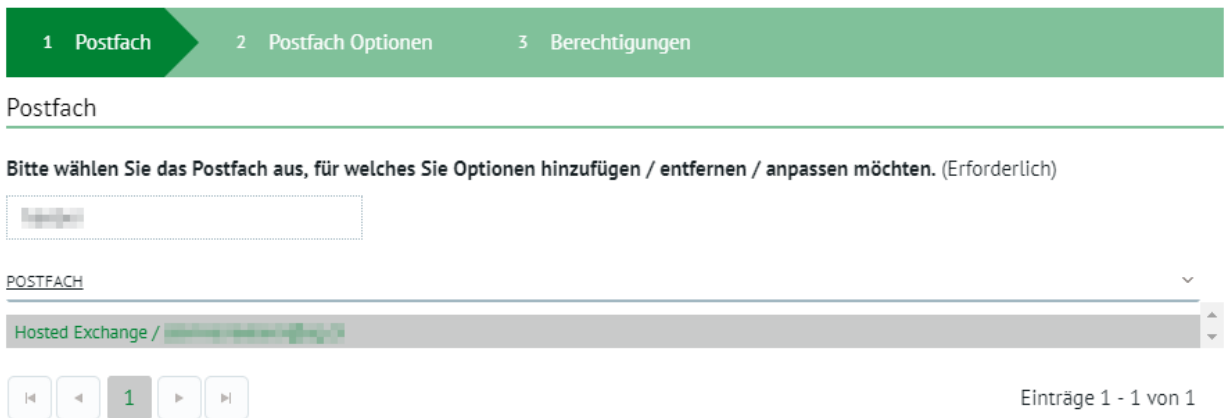 1 Postfach 2 Postfach Optionen 3 Berechtigungen
Postfach
Bitte wählen Sie das Postfach aus, für welches Sie Optionen hinzufügen / entfernen / anpassen möchten. (Erforderlich)
POSTFACH
Hosted Exchange /
1 Einträge 1 - 1 von 1